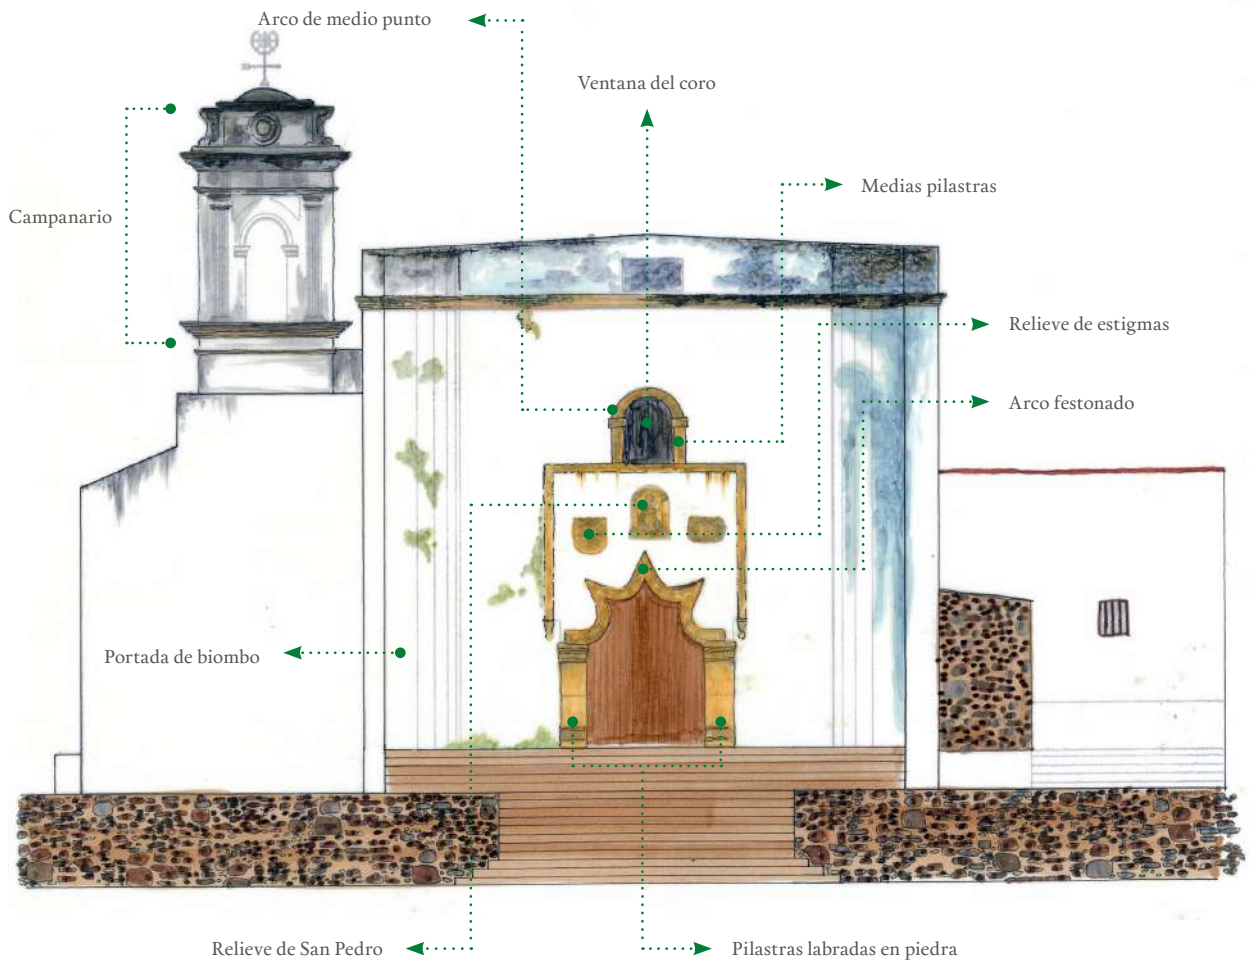 Arco de medio punto
Ventana del coro
Medias pilastras
Campanario
Relieve de estigmas
Arco festonado
Portada de biombo
Relieve de San Pedro
Pilastras labradas en piedra